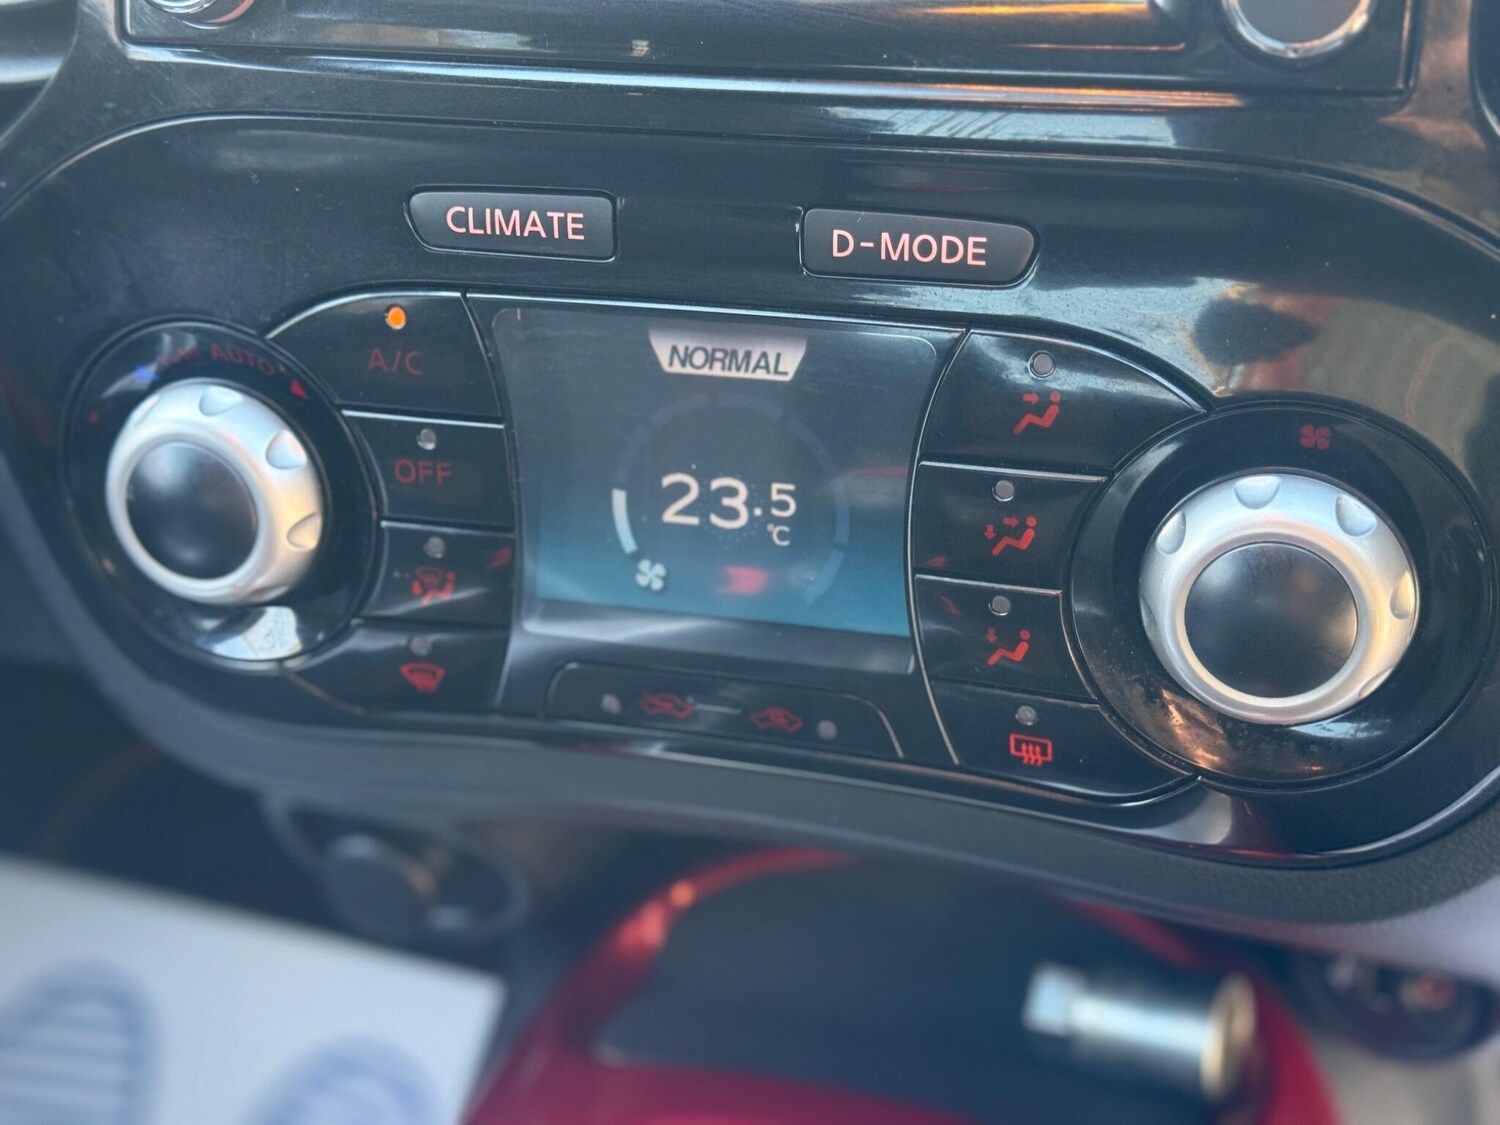 CLIMATE
D-MODE
A/C
OFF
AUTO
NORMAL
23.5
°C